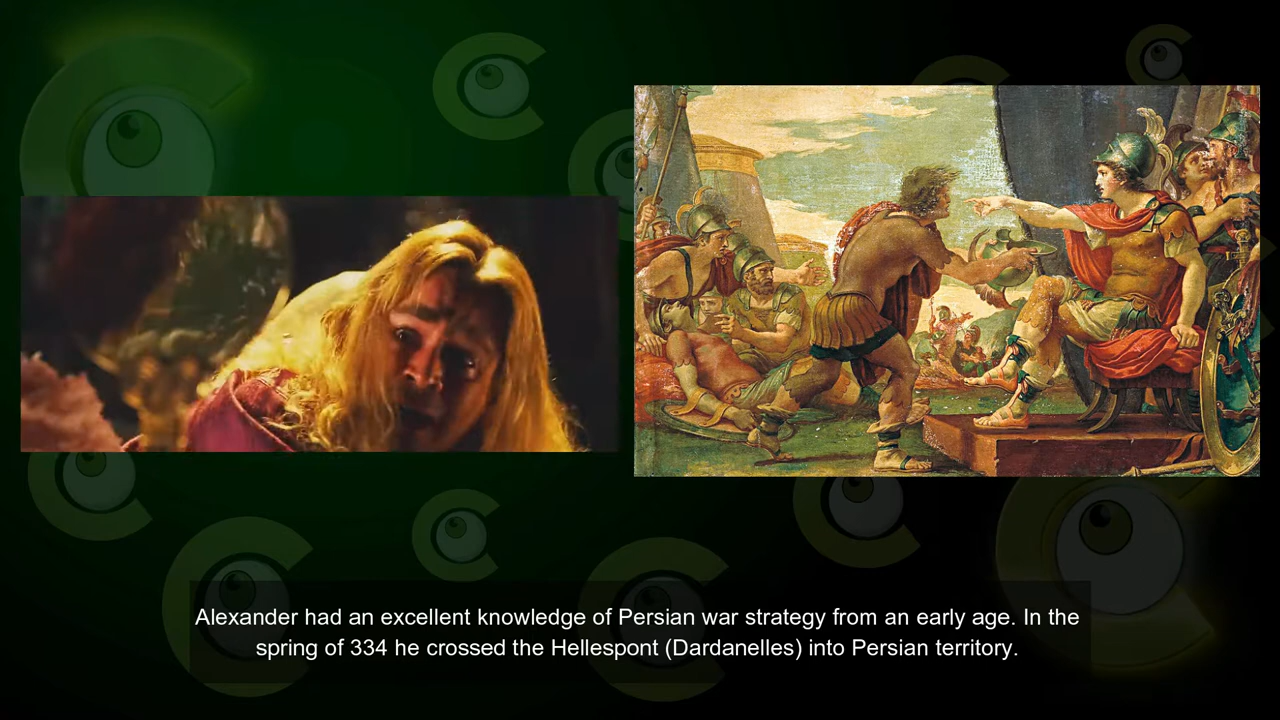 Alexander had an excellent knowledge of Persian war strategy from an early age. In the
spring of 334 he crossed the Hellespont (Dardanelles) into Persian territory.